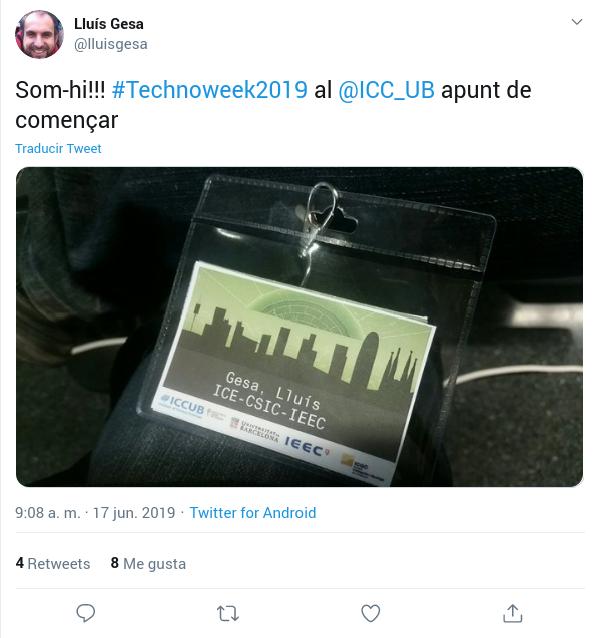 Lluís Gesa
@lluisgesa
Som-hi!!! #Technoweek2019 al @ICC_UB apunt de
començar
Traducir Tweet
Gesa, Lluís
ICE-CSIC-IEEC
ICCUB
UNIVERSITAT DE
BARCELONA
IEEC
9:08 a. m. · 17 jun. 2019 · Twitter for Android
4 Retweets 8 Me gusta